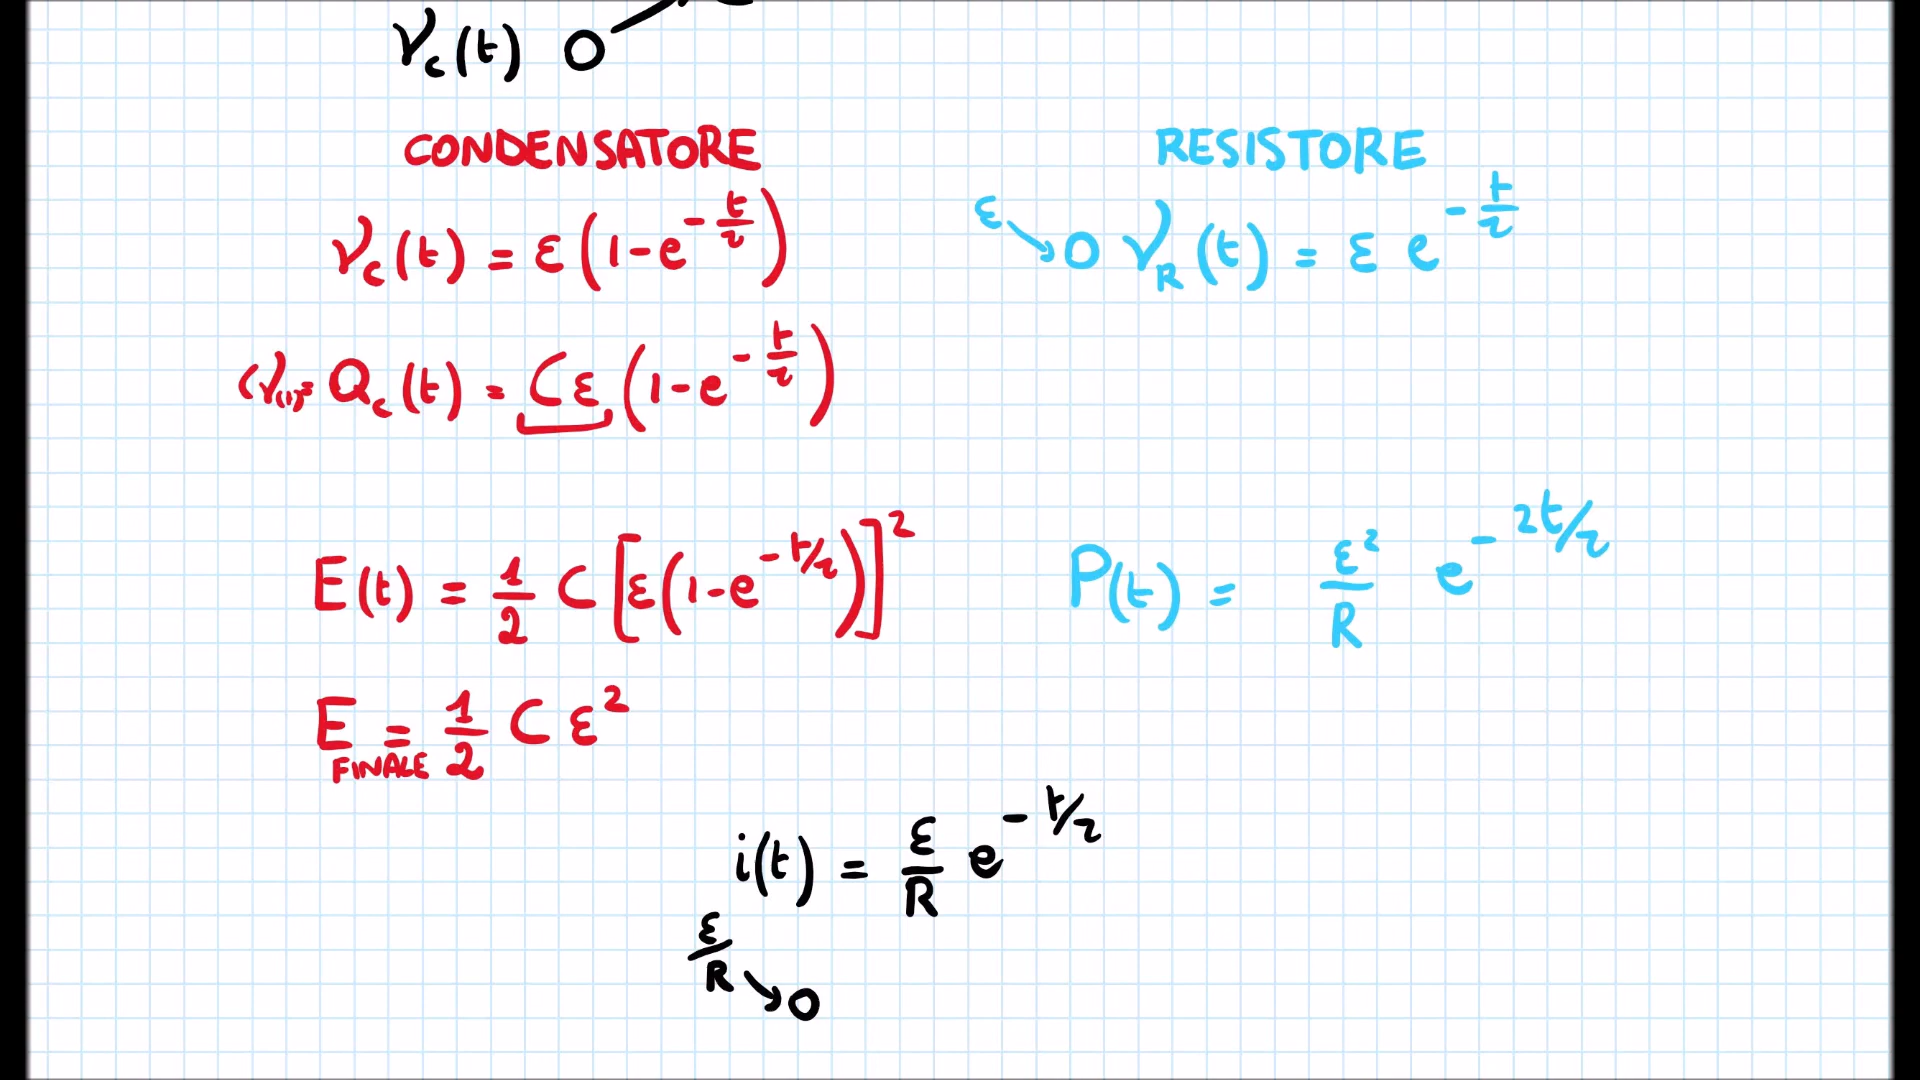 V_c(t) 0
CONDENSATORE
V_c(t) = ε(1-e^{-t/τ})
CV_(t)= Q_c(t) = Cε(1-e^{-t/τ})
E(t) = 1/2 C[ε(1-e^{-t/τ})]^2
E_FINALE = 1/2 C ε^2
RESISTORE
ε ↘ 0 V_R(t) = ε e^{-t/τ}
P(t) = ε^2/R e^{-2t/τ}
i(t) = ε/R e^{-t/τ}
ε/R ↘ 0